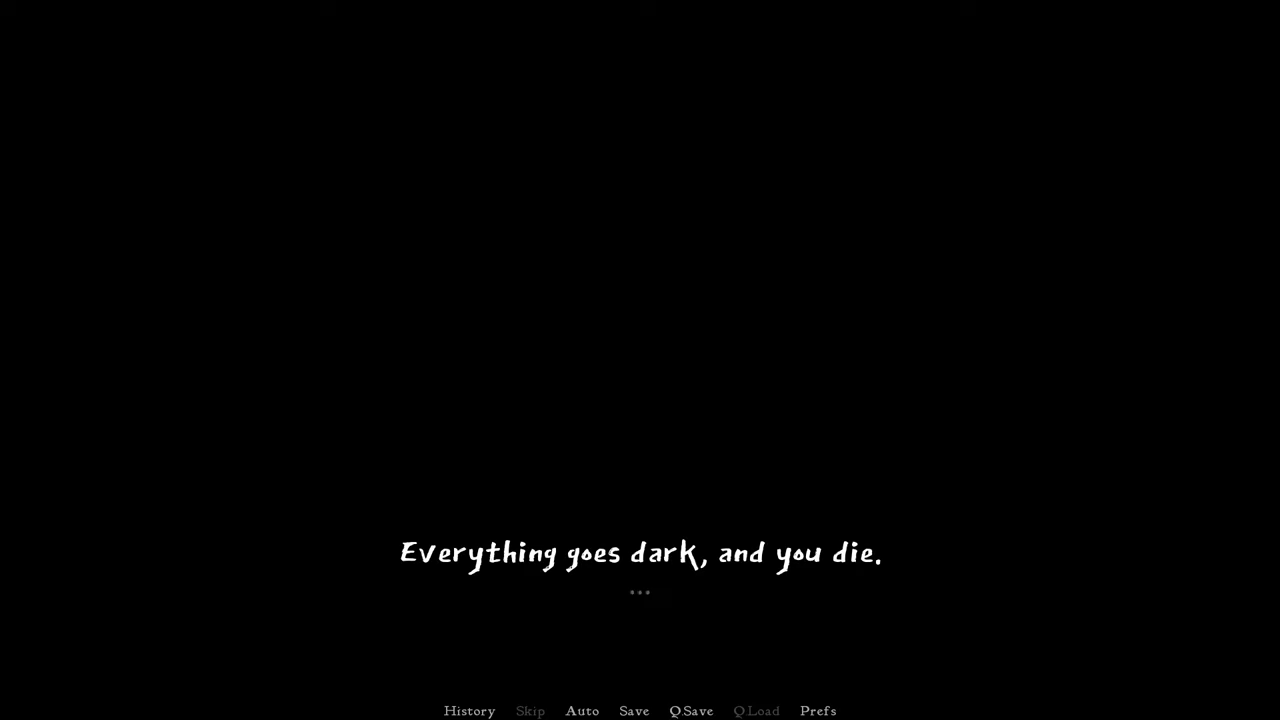 Everything goes dark, and you die.
...
History Skip Auto Save Q.Save Q.Load Prefs